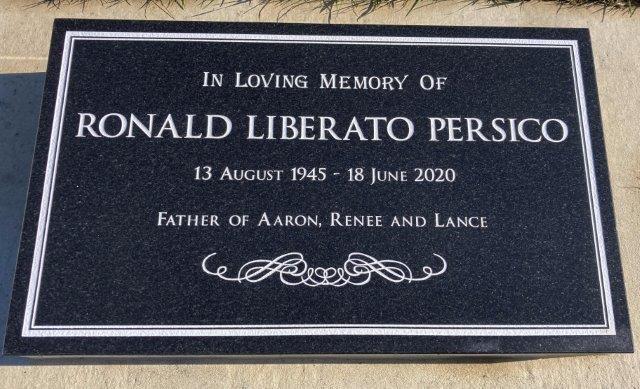 In Loving Memory Of
RONALD LIBERATO PERSICO
13 August 1945 - 18 June 2020
Father of Aaron, Renee and Lance